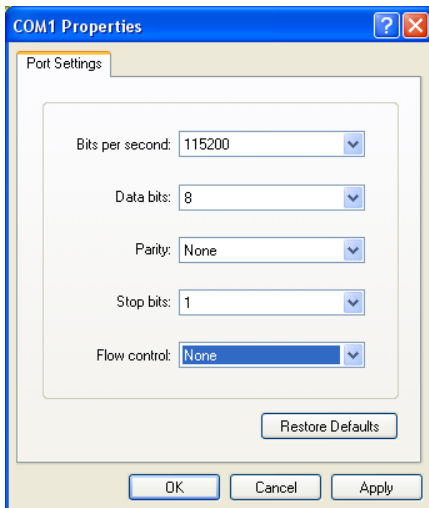 COM1 Properties
Port Settings
Bits per second: 115200
Data bits: 8
Parity: None
Stop bits: 1
Flow control: None
Restore Defaults
OK Cancel Apply